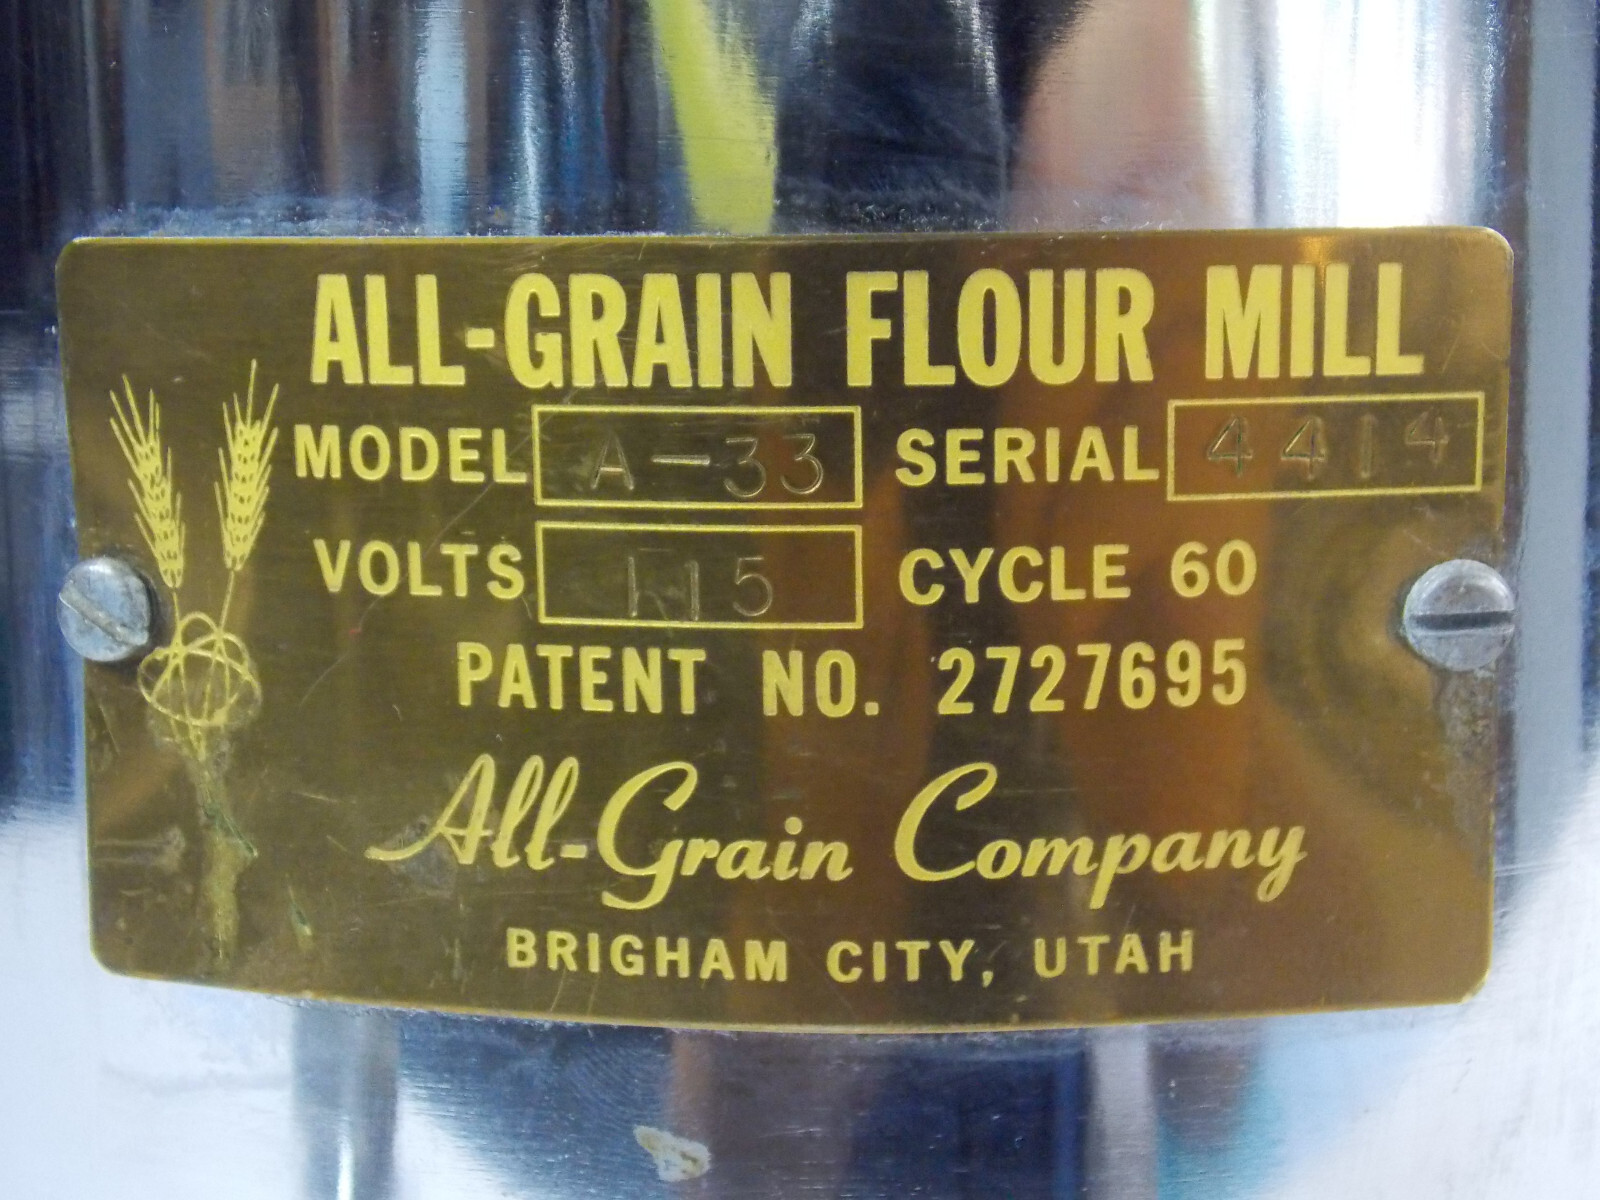 ALL-GRAIN FLOUR MILL
MODEL A-33 SERIAL 4414
VOLTS 115 CYCLE 60
PATENT NO. 2727695
All-Grain Company
BRIGHAM CITY, UTAH